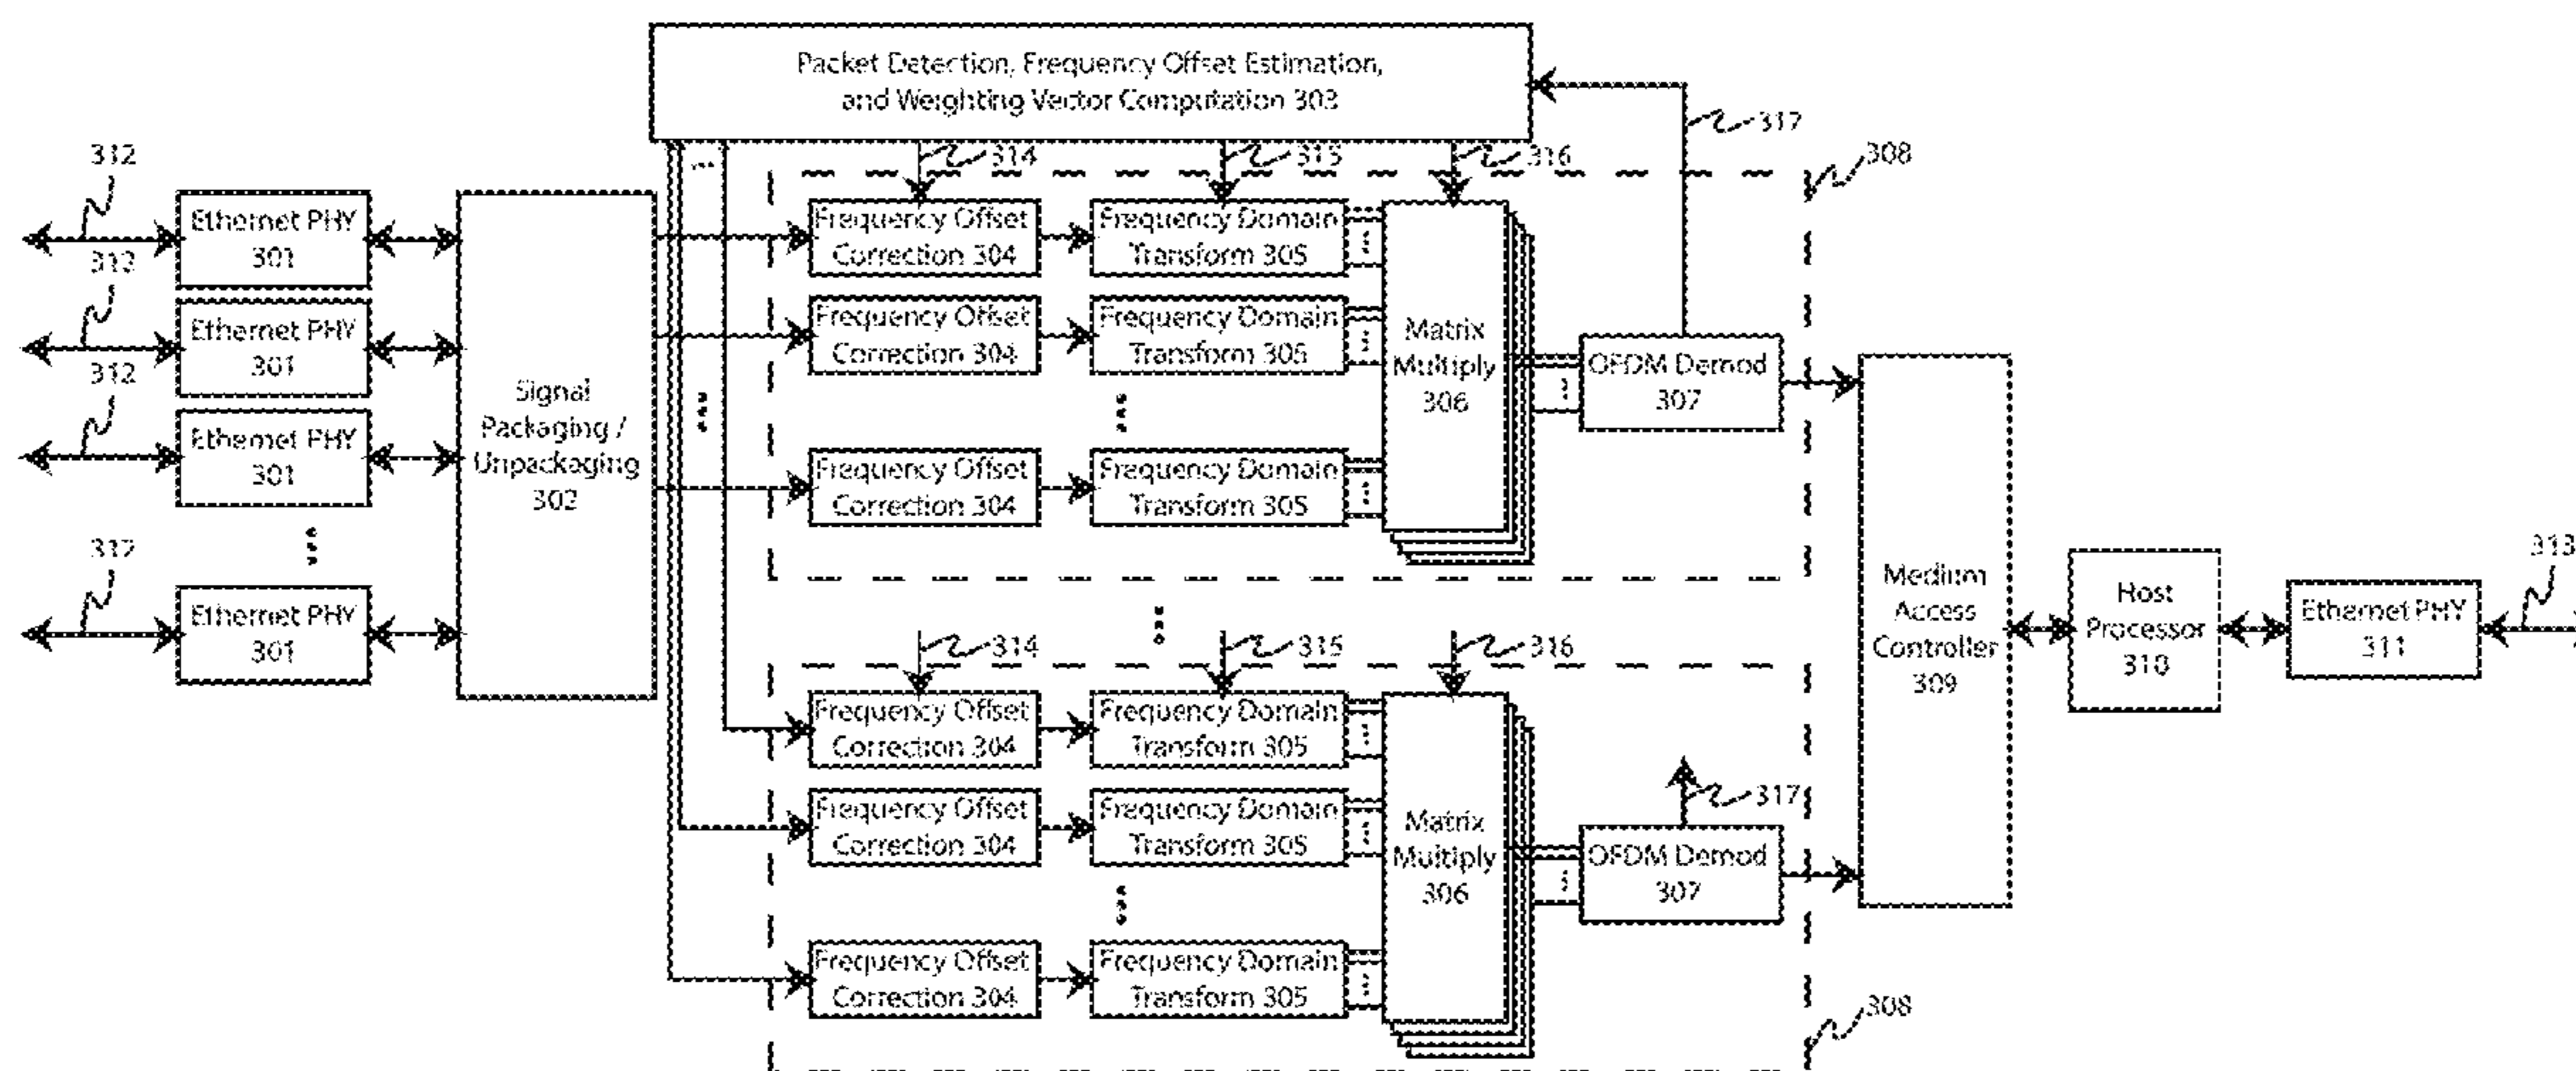 Packet Detection, Frequency Offset Estimation,
and Weighting Vector Computation 303
317
312
314
315
316
308
Ethernet PHY
301
312
Ethernet PHY
301
312
Ethernet PHY
301
312
Ethernet PHY
301
Signal
Packaging /
Unpackaging
302
Frequency Offset
Correction 304
Frequency Domain
Transform 305
Frequency Offset
Correction 304
Frequency Domain
Transform 305
Frequency Offset
Correction 304
Frequency Domain
Transform 305
Matrix
Multiply
306
OFDM Demod
307
314
315
316
Frequency Offset
Correction 304
Frequency Domain
Transform 305
Frequency Offset
Correction 304
Frequency Domain
Transform 305
Frequency Offset
Correction 304
Frequency Domain
Transform 305
Matrix
Multiply
306
317
OFDM Demod
307
308
Medium
Access
Controller
309
Host
Processor
310
Ethernet PHY
311
313